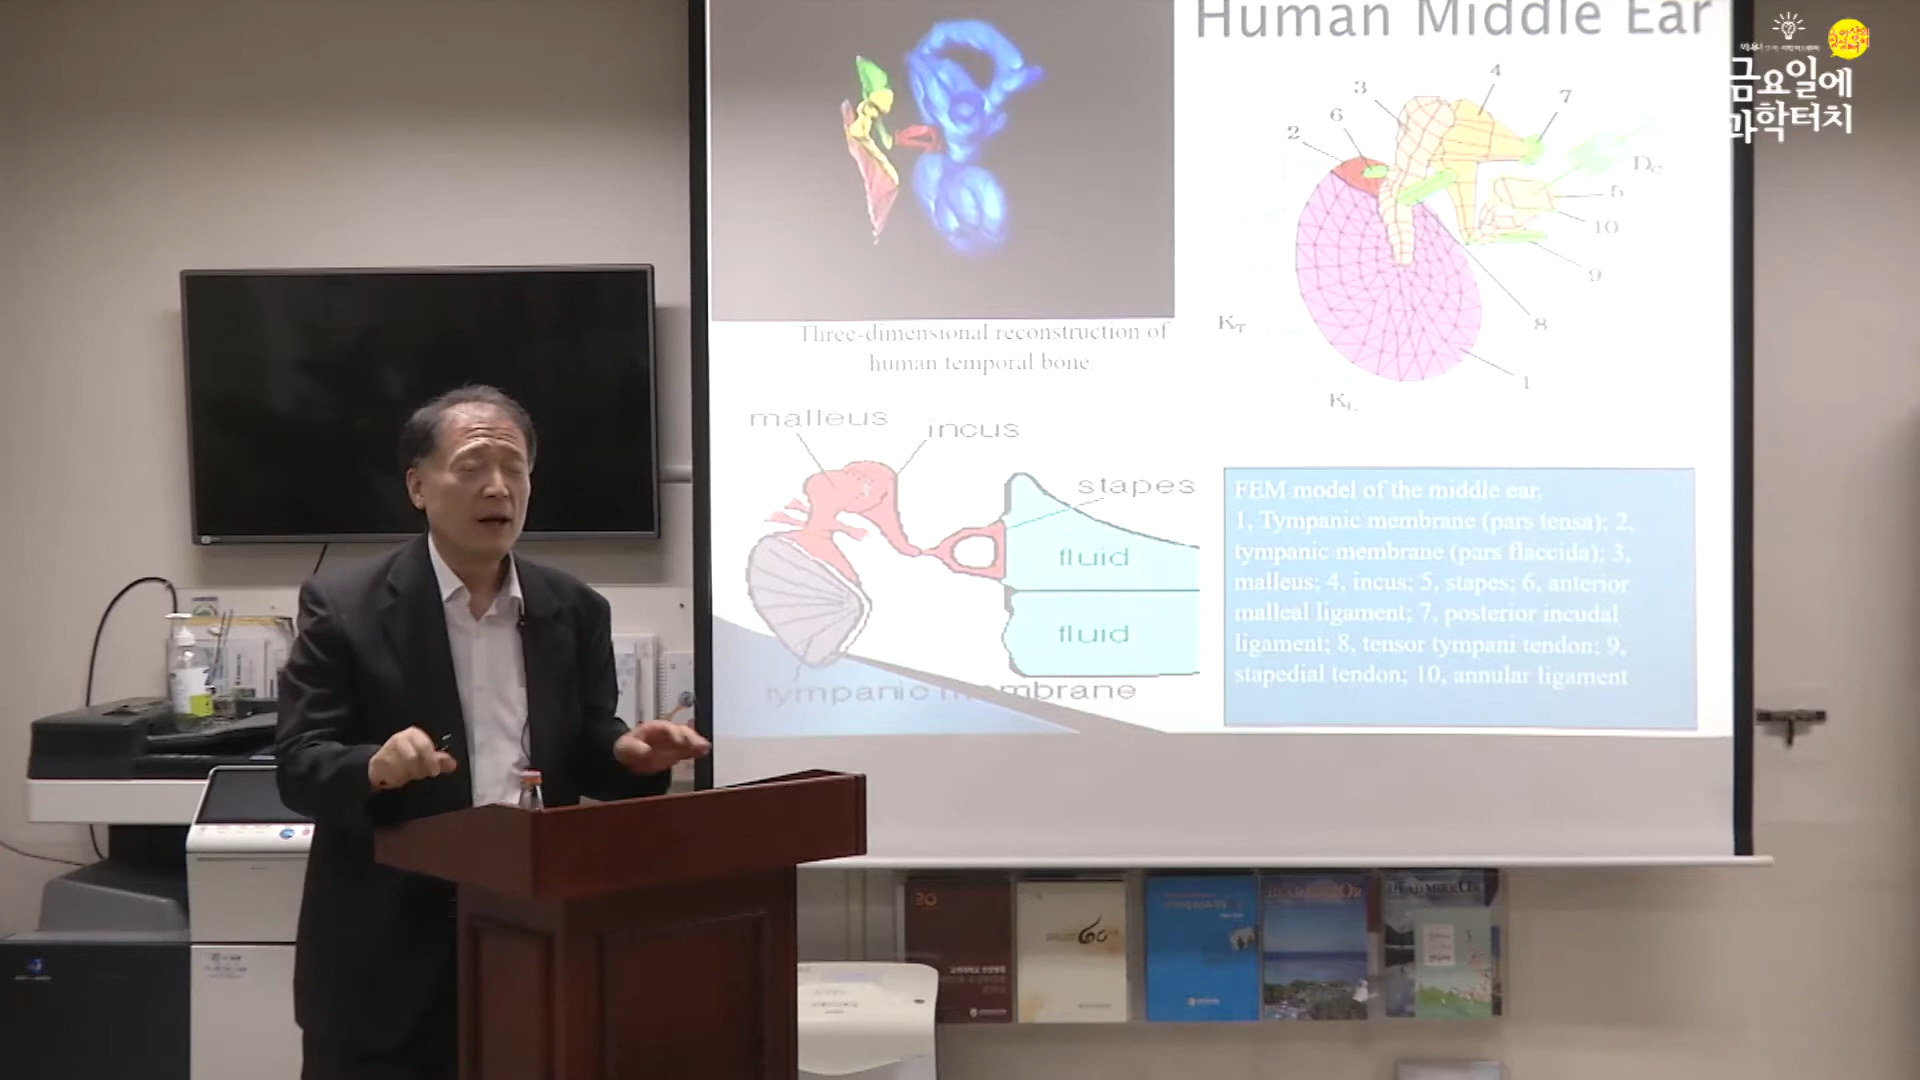 Human Middle Ear
금요일에
과학터치
3
4
7
6
2
Dc
5
10
9
8
1
KT
Three-dimensional reconstruction of
human temporal bone.
malleus
incus
stapes
fluid
fluid
tympanic membrane
FEM model of the middle ear.
1, Tympanic membrane (pars tensa); 2,
tympanic membrane (pars flaccida); 3,
malleus; 4, incus; 5, stapes; 6, anterior
malleal ligament; 7, posterior incudal
ligament; 8, tensor tympani tendon; 9,
stapedial tendon; 10, annular ligament
30
HEADMIRROR
HEADMIRROR